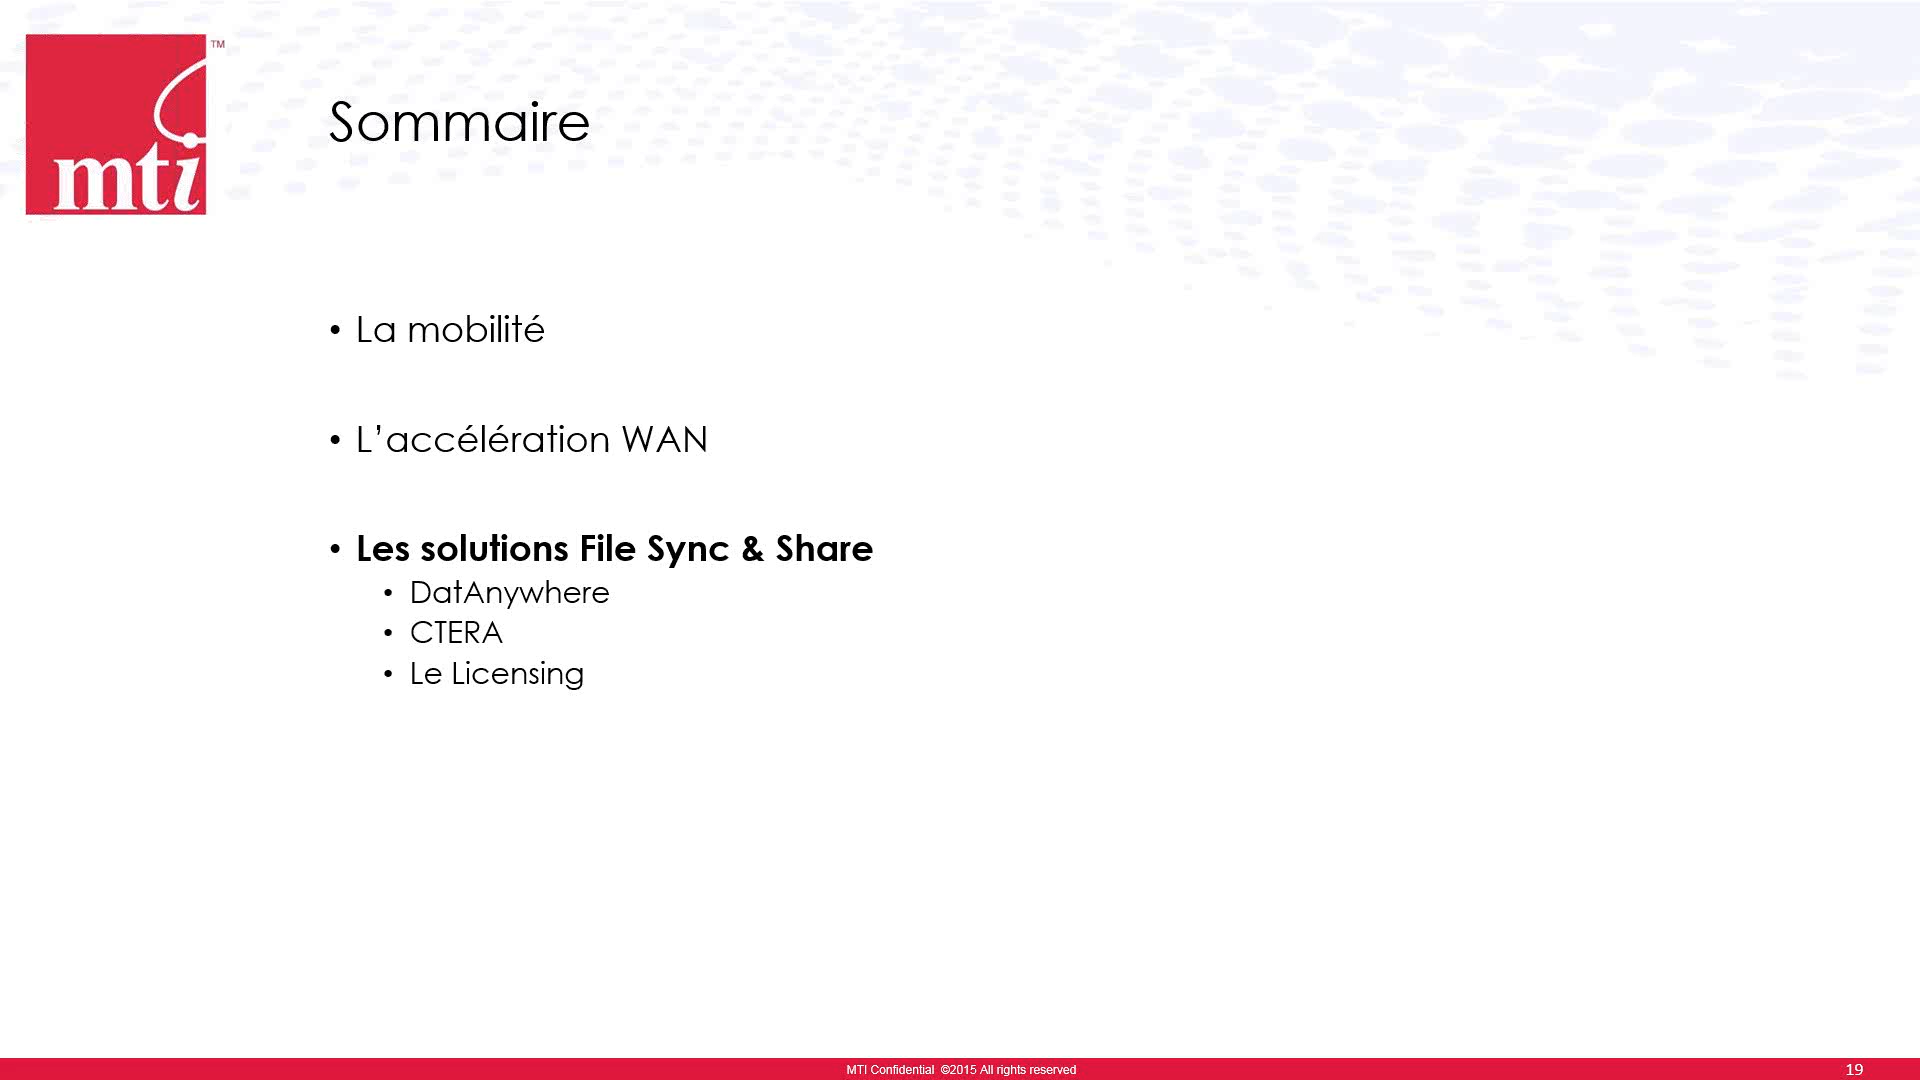 mti
TM
Sommaire
• La mobilité
• L’accélération WAN
• Les solutions File Sync & Share
• DatAnywhere
• CTERA
• Le Licensing
MTI Confidential ©2015 All rights reserved
19